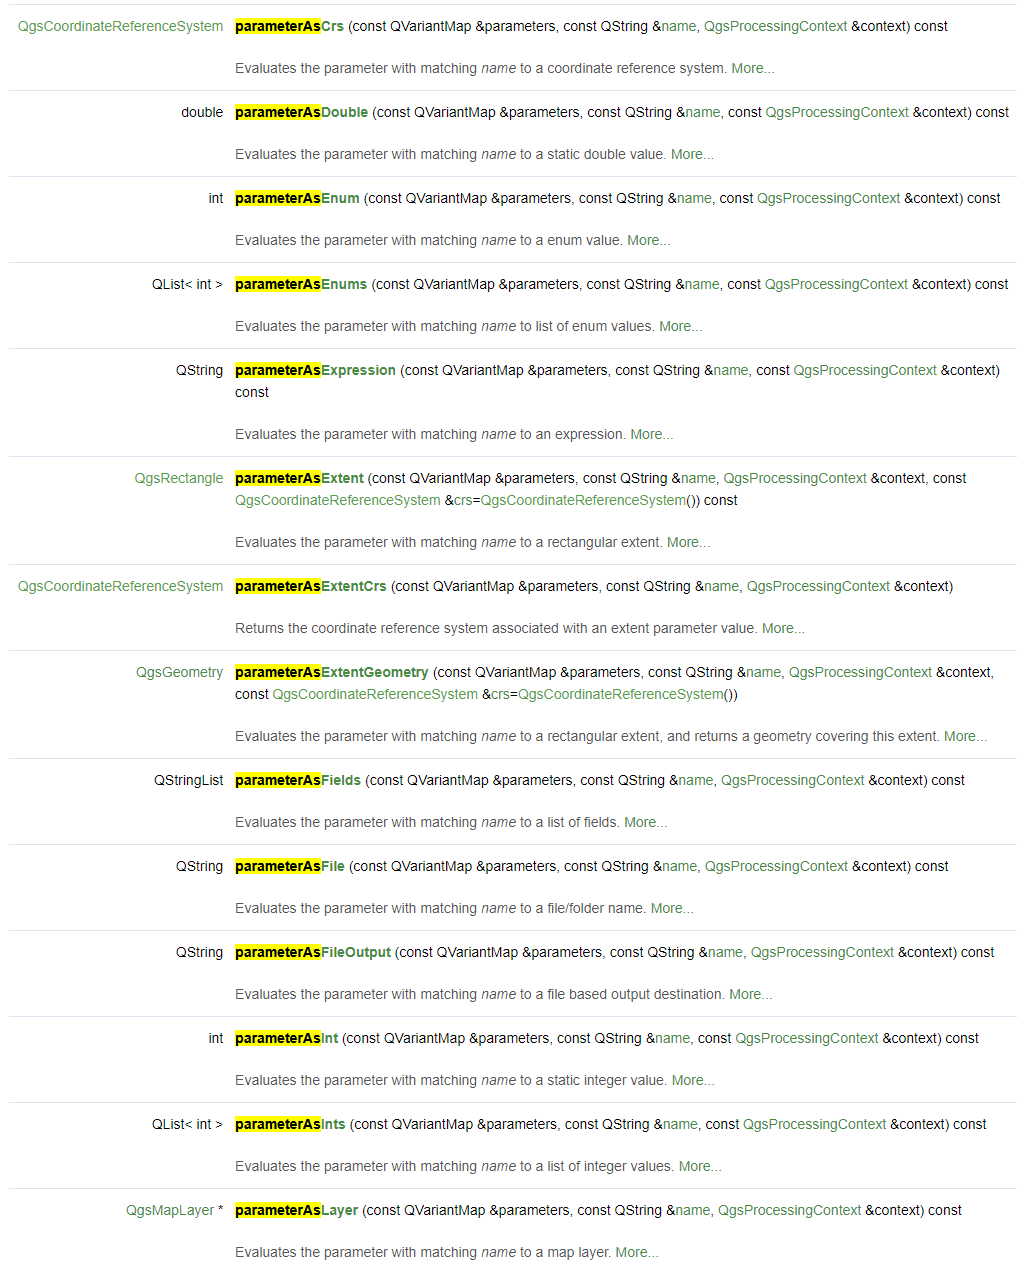 QgsCoordinateReferenceSystem parameterAsCrs (const QVariantMap &parameters, const QString &name, QgsProcessingContext &context) const
Evaluates the parameter with matching name to a coordinate reference system. More...
double parameterAsDouble (const QVariantMap &parameters, const QString &name, const QgsProcessingContext &context) const
Evaluates the parameter with matching name to a static double value. More...
int parameterAsEnum (const QVariantMap &parameters, const QString &name, const QgsProcessingContext &context) const
Evaluates the parameter with matching name to a enum value. More...
QList< int > parameterAsEnums (const QVariantMap &parameters, const QString &name, const QgsProcessingContext &context) const
Evaluates the parameter with matching name to list of enum values. More...
QString parameterAsExpression (const QVariantMap &parameters, const QString &name, const QgsProcessingContext &context)
const
Evaluates the parameter with matching name to an expression. More...
QgsRectangle parameterAsExtent (const QVariantMap &parameters, const QString &name, QgsProcessingContext &context, const
QgsCoordinateReferenceSystem &crs=QgsCoordinateReferenceSystem()) const
Evaluates the parameter with matching name to a rectangular extent. More...
QgsCoordinateReferenceSystem parameterAsExtentCrs (const QVariantMap &parameters, const QString &name, QgsProcessingContext &context)
Returns the coordinate reference system associated with an extent parameter value. More...
QgsGeometry parameterAsExtentGeometry (const QVariantMap &parameters, const QString &name, QgsProcessingContext &context,
const QgsCoordinateReferenceSystem &crs=QgsCoordinateReferenceSystem())
Evaluates the parameter with matching name to a rectangular extent, and returns a geometry covering this extent. More...
QStringList parameterAsFields (const QVariantMap &parameters, const QString &name, QgsProcessingContext &context) const
Evaluates the parameter with matching name to a list of fields. More...
QString parameterAsFile (const QVariantMap &parameters, const QString &name, QgsProcessingContext &context) const
Evaluates the parameter with matching name to a file/folder name. More...
QString parameterAsFileOutput (const QVariantMap &parameters, const QString &name, QgsProcessingContext &context) const
Evaluates the parameter with matching name to a file based output destination. More...
int parameterAsInt (const QVariantMap &parameters, const QString &name, const QgsProcessingContext &context) const
Evaluates the parameter with matching name to a static integer value. More...
QList< int > parameterAsInts (const QVariantMap &parameters, const QString &name, const QgsProcessingContext &context) const
Evaluates the parameter with matching name to a list of integer values. More...
QgsMapLayer * parameterAsLayer (const QVariantMap &parameters, const QString &name, QgsProcessingContext &context) const
Evaluates the parameter with matching name to a map layer. More...